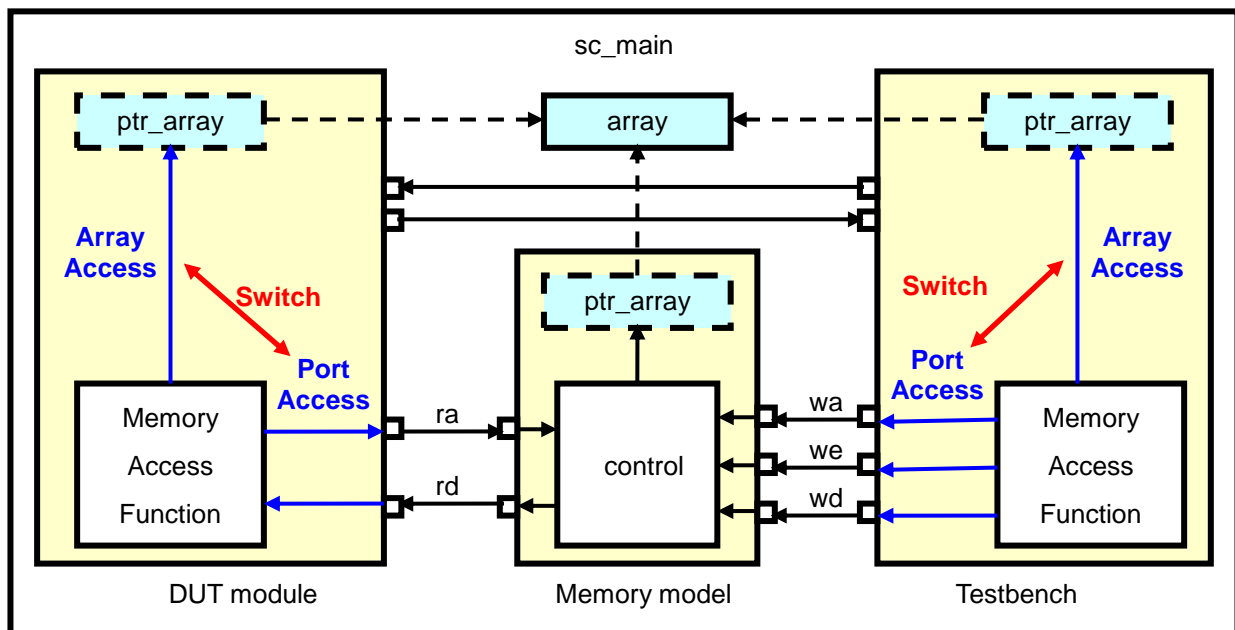 sc_main
ptr_array
array
ptr_array
Array
Access
Switch
Port
Access
Memory
Access
Function
ra
rd
ptr_array
control
wa
we
wd
Array
Access
Switch
Port
Access
Memory
Access
Function
DUT module
Memory model
Testbench